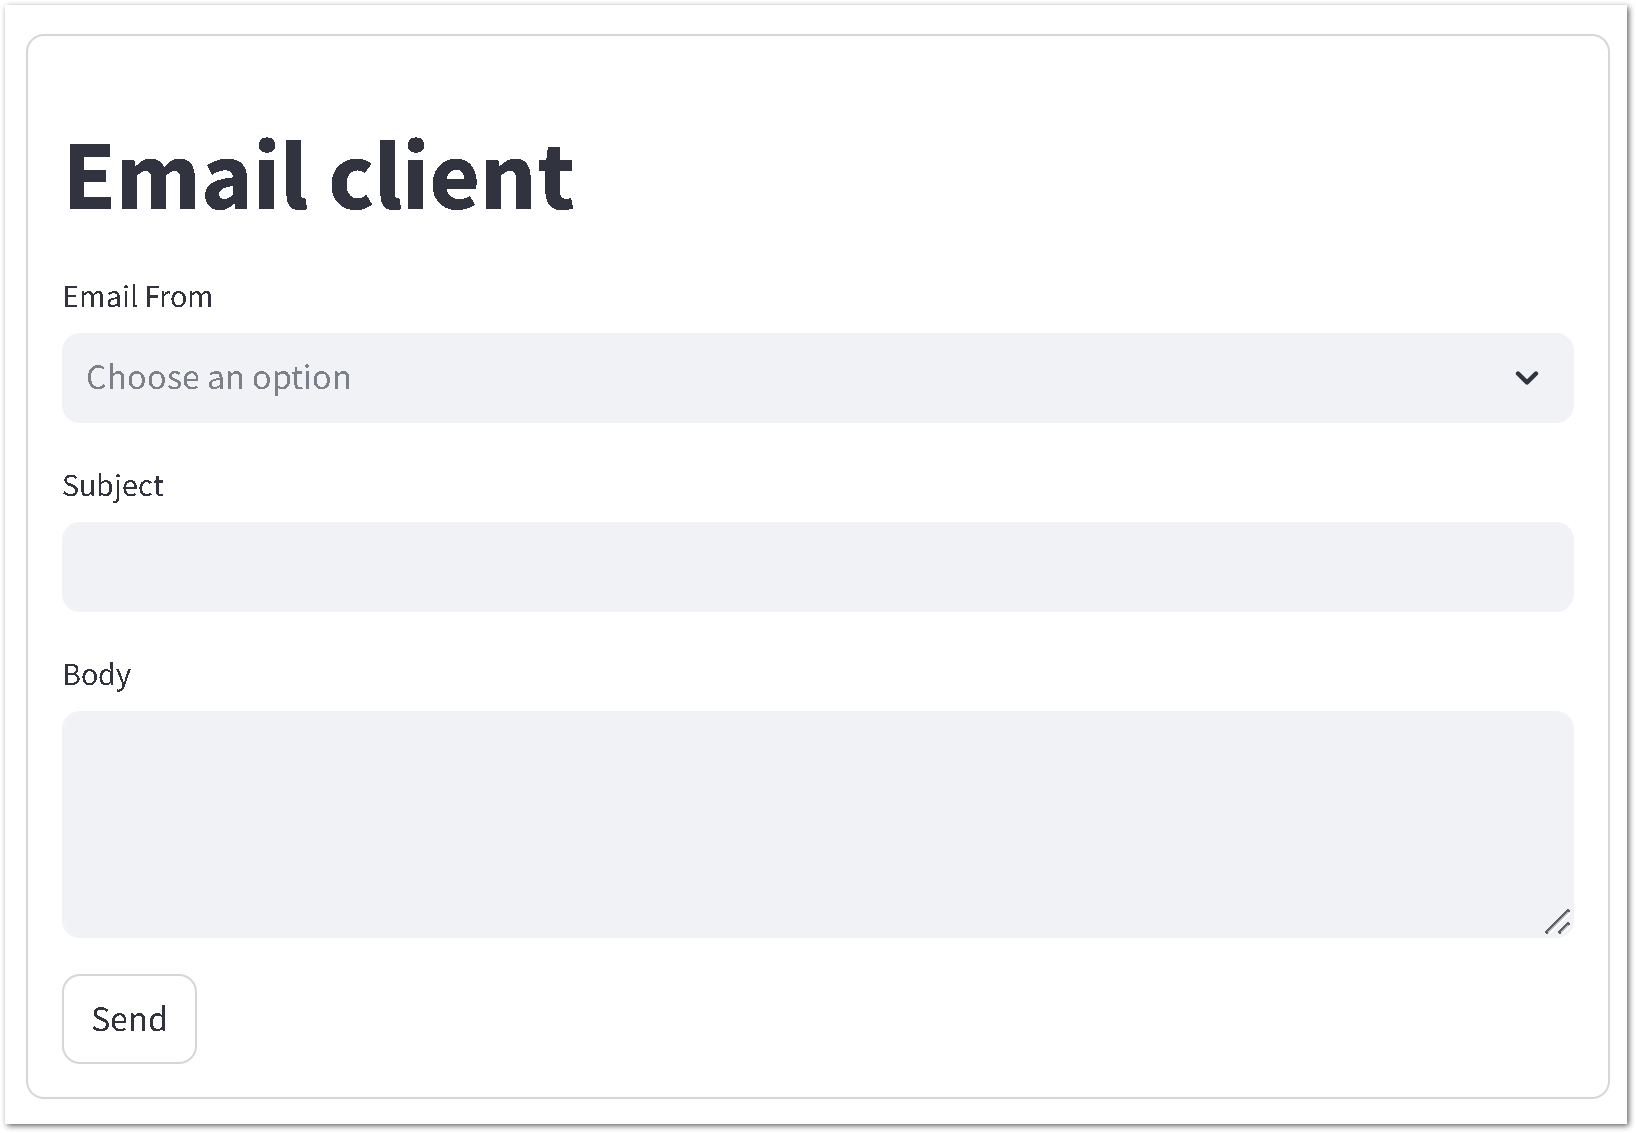 Email client
Email From
Choose an option
Subject
Body
Send